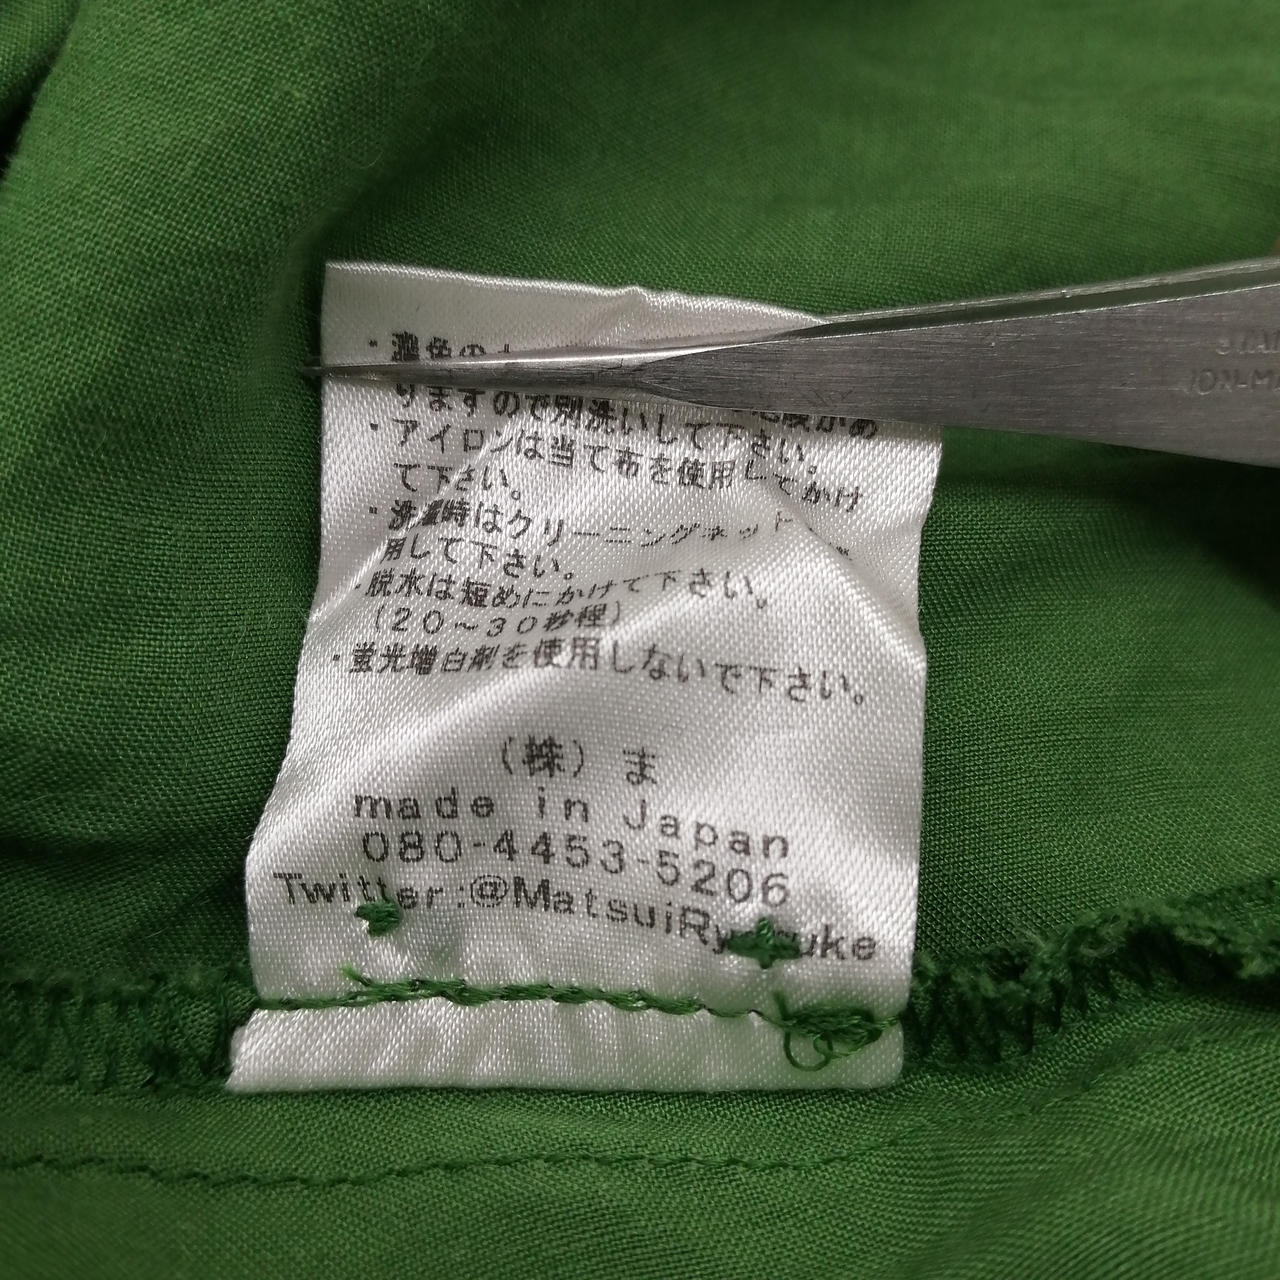 ・濃色の
りますので別洗いして下さい。
・アイロンは当て布を使用してかけ
て下さい。
・洗濯時はクリーニングネット
用して下さい。
・脱水は短めにかけて下さい。
（20～30秒程）
・蛍光増白剤を使用しないで下さい。
（株）ま
made in Japan
080-4453-5206
Twitter:@MatsuiRy